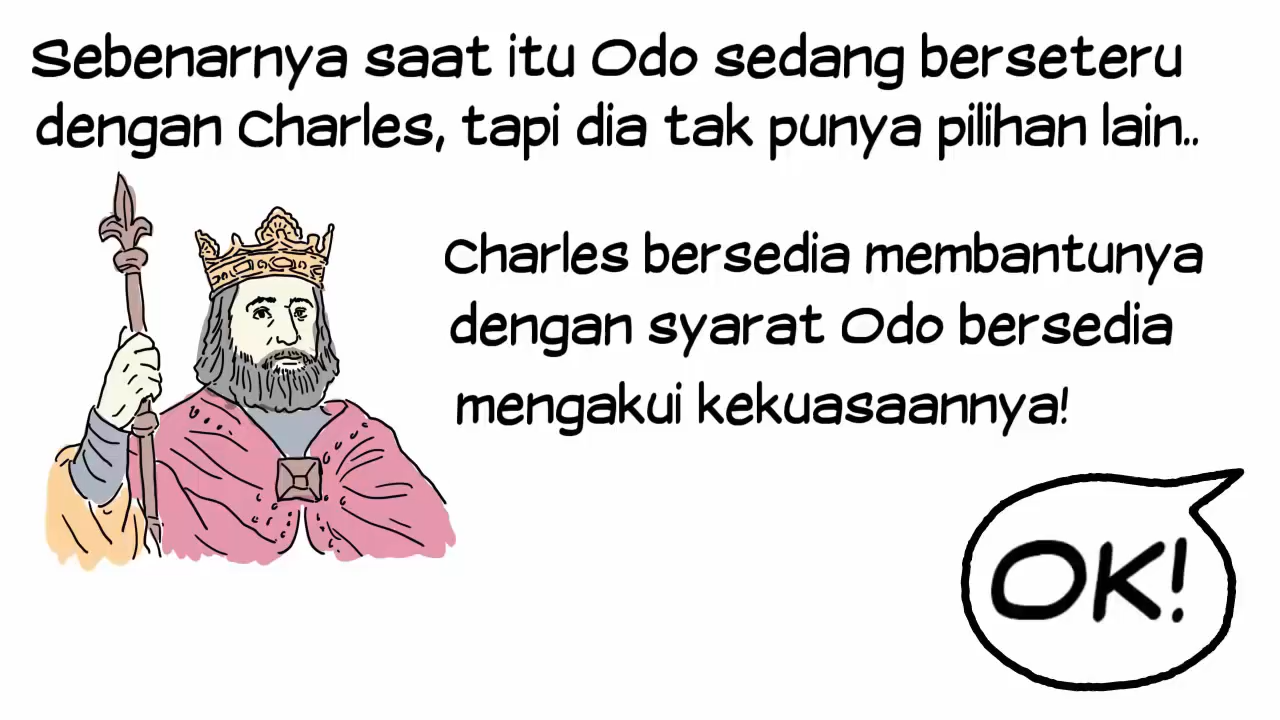 Sebenarnya saat itu Odo sedang berseteru
dengan Charles, tapi dia tak punya pilihan lain..
Charles bersedia membantunya
dengan syarat Odo bersedia
mengakui kekuasaannya!
OK!